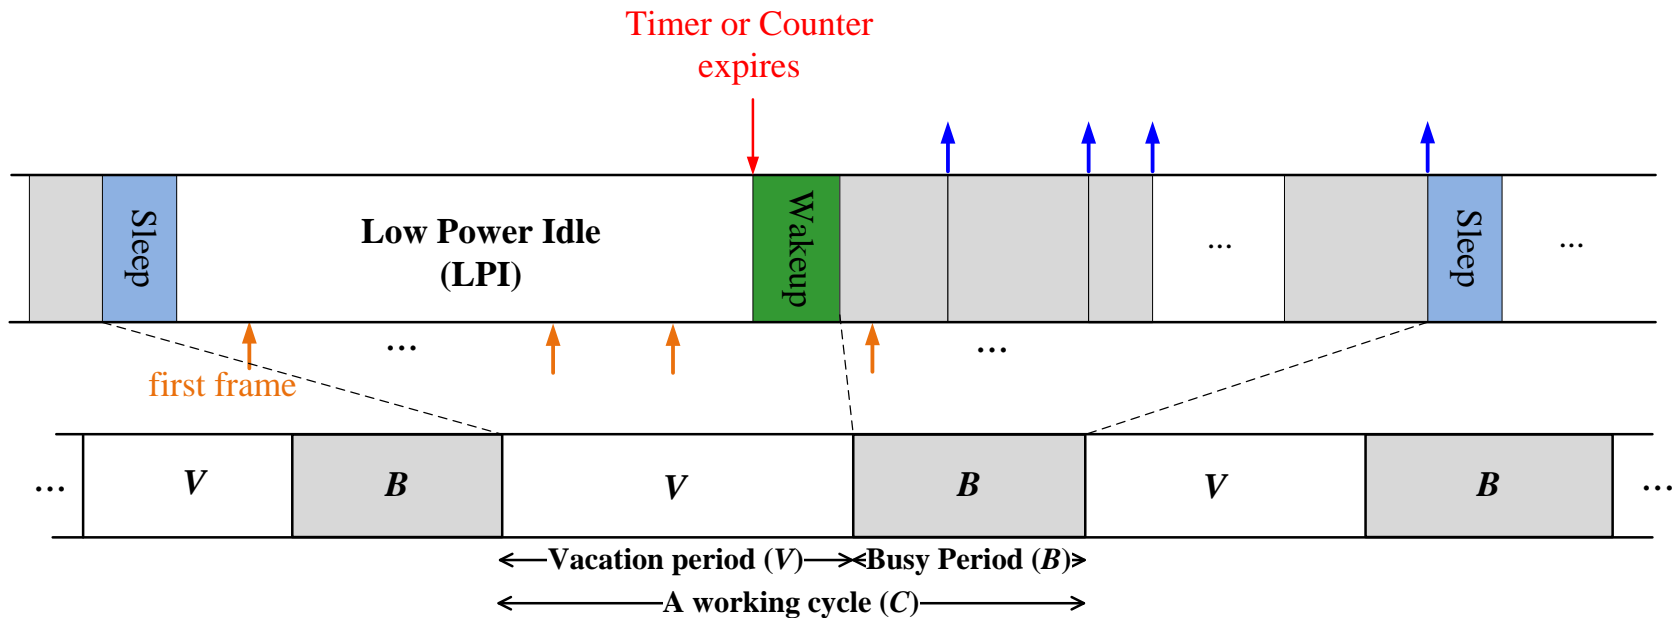 Timer or Counter
expires
Sleep
Low Power Idle
(LPI)
Wakeup
...
Sleep
...
...
...
first frame
...
V
B
V
B
V
B
...
Vacation period (V)
Busy Period (B)
A working cycle (C)